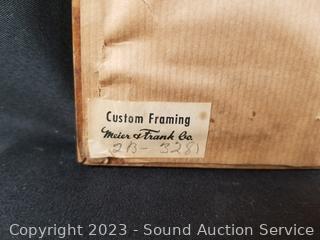 Custom Framing
Meier & Frank Co.
2B- 3281
Copyright © 2023 - Sound Auction Service